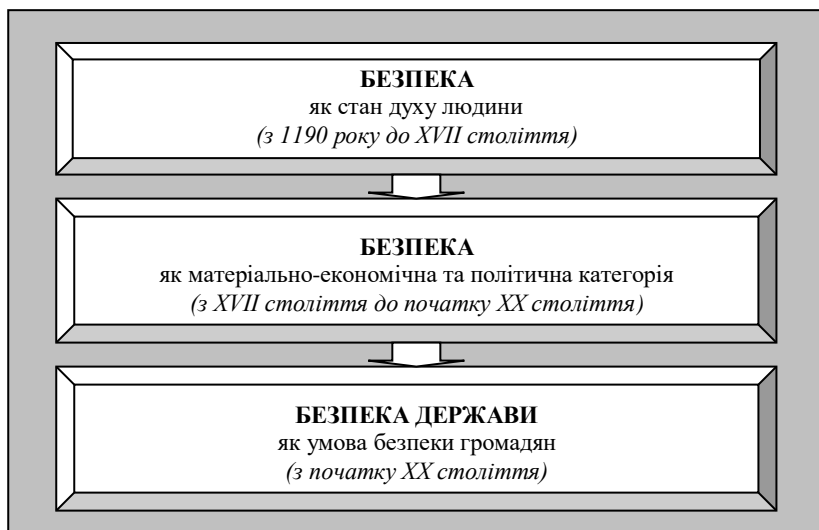 БЕЗПЕКА
як стан духу людини
(з 1190 року до XVII століття)
БЕЗПЕКА
як матеріально-економічна та політична категорія
(з XVII століття до початку XX століття)
БЕЗПЕКА ДЕРЖАВИ
як умова безпеки громадян
(з початку XX століття)